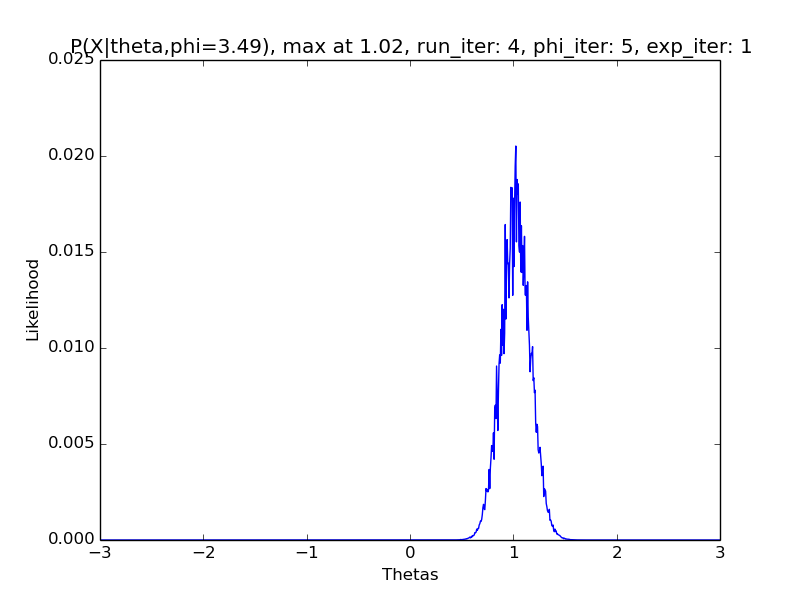 P(X|theta,phi=3.49), max at 1.02, run_iter: 4, phi_iter: 5, exp_iter: 1
0.025
0.020
0.015
0.010
0.005
0.000
Likelihood
−3 −2 −1 0 1 2 3
Thetas